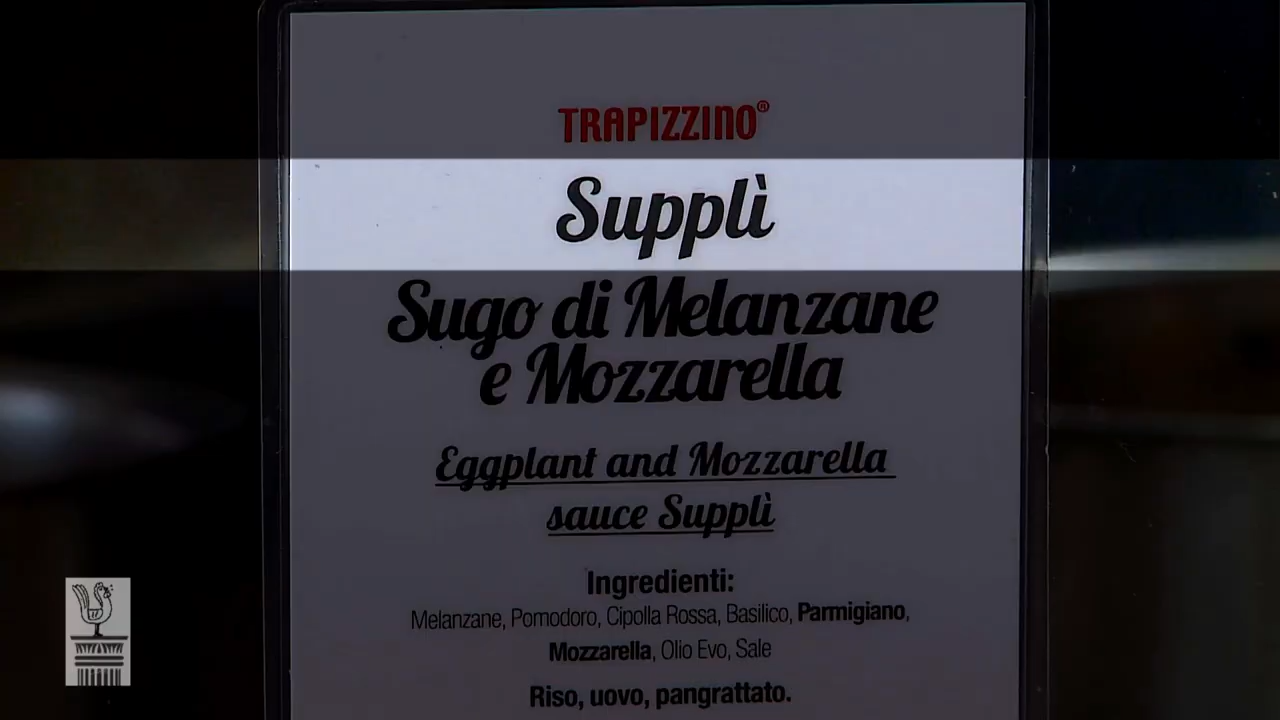 TRAPIZZINO®
Supplì
Sugo di Melanzane
e Mozzarella
Eggplant and Mozzarella
sauce Supplì
Ingredienti:
Melanzane, Pomodoro, Cipolla Rossa, Basilico, Parmigiano,
Mozzarella, Olio Evo, Sale
Riso, uovo, pangrattato.